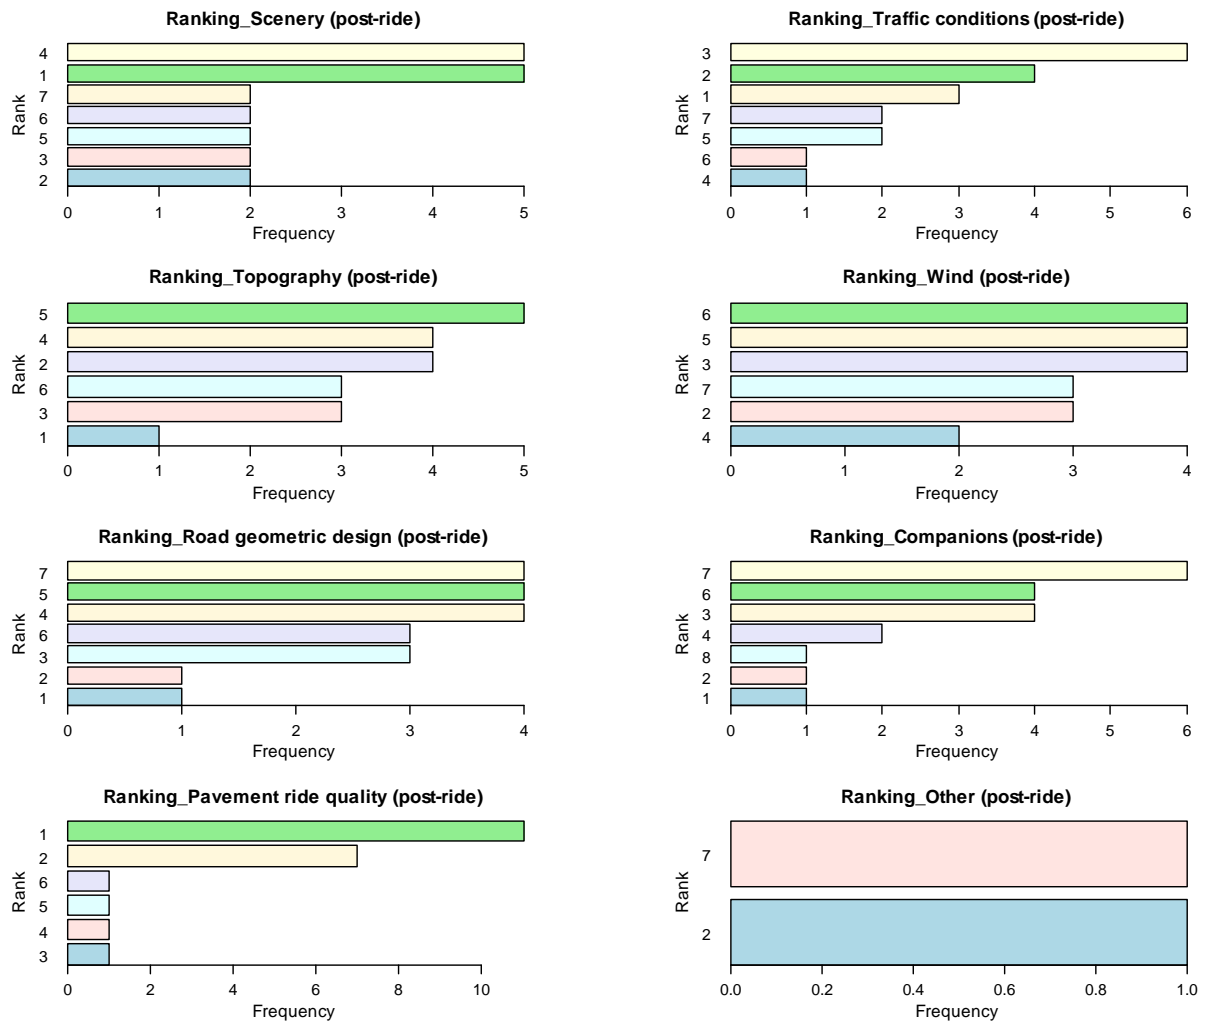 Ranking_Scenery (post-ride)
Rank
4
1
7
6
5
3
2
0 1 2 3 4 5
Frequency
Ranking_Traffic conditions (post-ride)
Rank
3
2
1
7
5
6
4
0 1 2 3 4 5 6
Frequency
Ranking_Topography (post-ride)
Rank
5
4
2
6
3
1
0 1 2 3 4 5
Frequency
Ranking_Wind (post-ride)
Rank
6
5
3
7
2
4
0 1 2 3 4
Frequency
Ranking_Road geometric design (post-ride)
Rank
7
5
4
6
3
2
1
0 1 2 3 4
Frequency
Ranking_Companions (post-ride)
Rank
7
6
3
4
8
2
1
0 1 2 3 4 5 6
Frequency
Ranking_Pavement ride quality (post-ride)
Rank
1
2
6
5
4
3
0 2 4 6 8 10
Frequency
Ranking_Other (post-ride)
Rank
7
2
0.0 0.2 0.4 0.6 0.8 1.0
Frequency